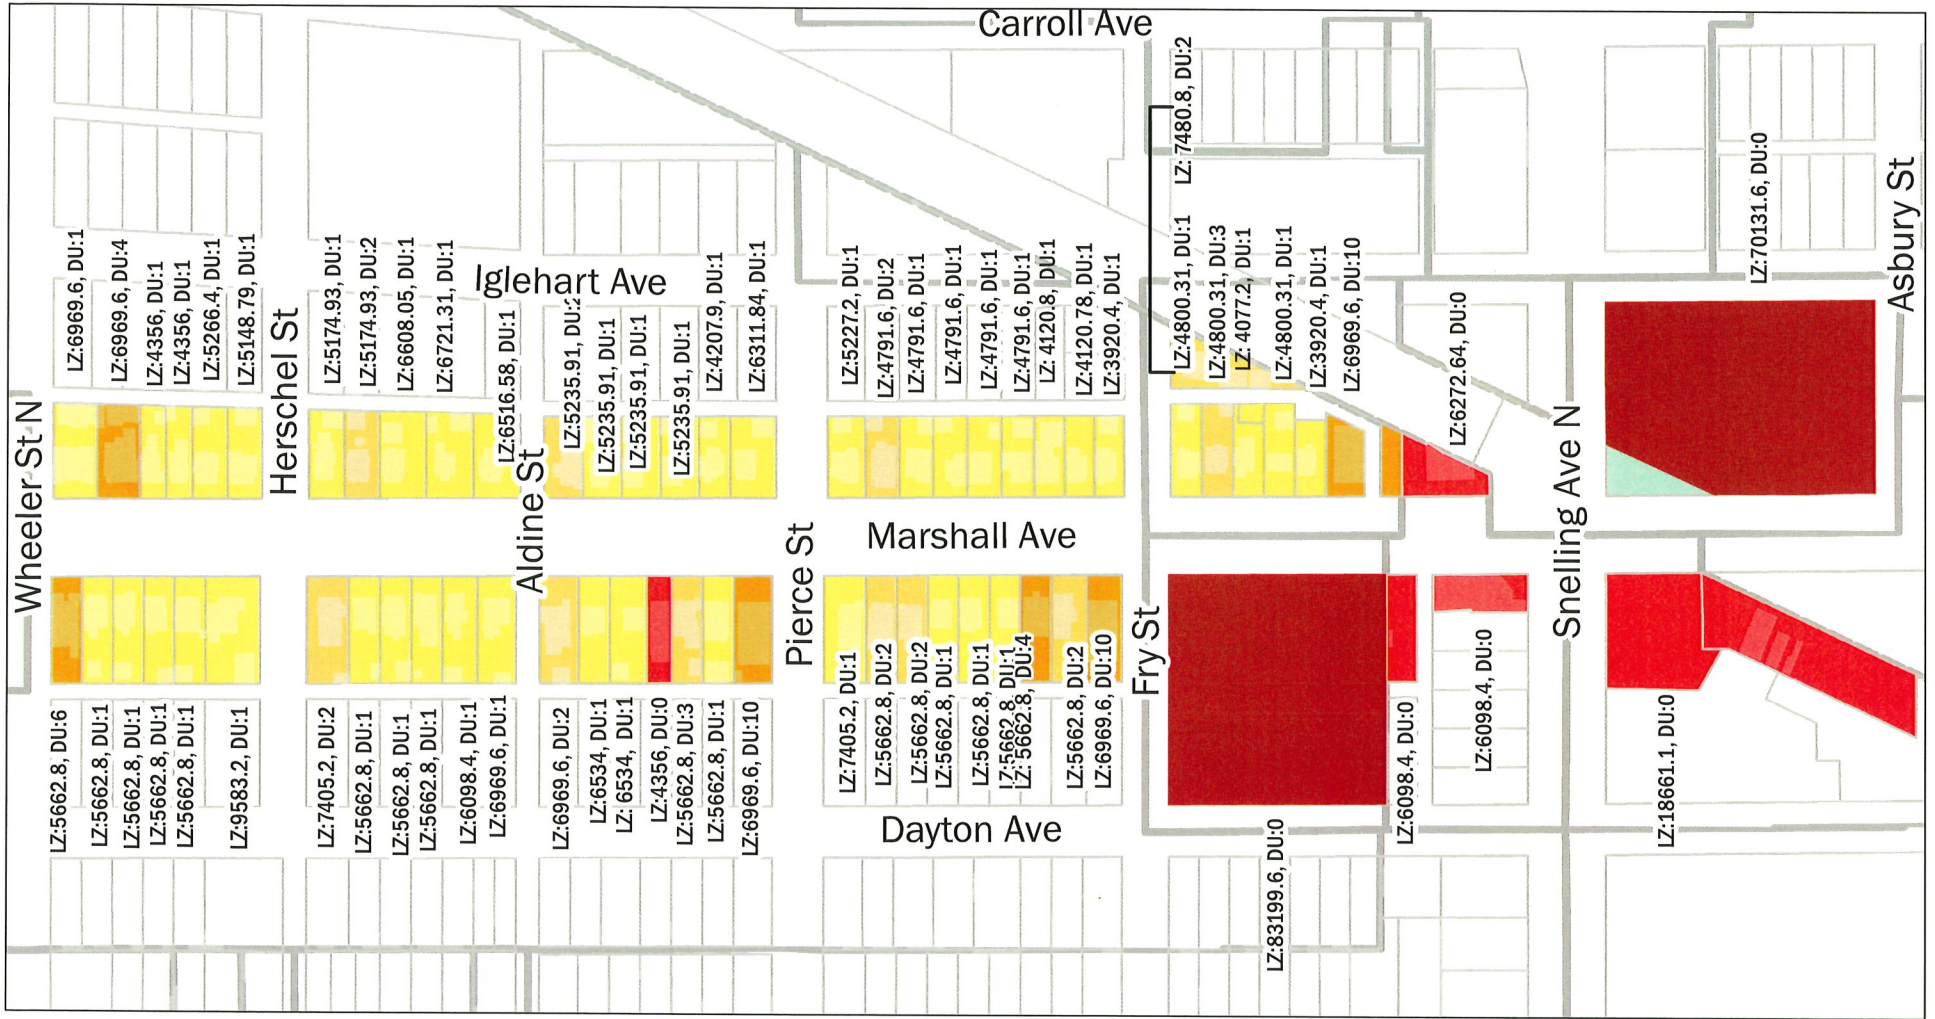 Carroll Ave
LZ: 7480.8, DU:2
LZ:70131.6, DU:0
Asbury St
LZ:6969.6, DU:1
LZ:6969.6, DU:4
LZ:4356, DU:1
LZ:4356, DU:1
LZ:5266.4, DU:1
LZ:5148.79, DU:1
Herschel St
LZ:5174.93, DU:1
LZ:5174.93, DU:2
LZ:6608.05, DU:1
LZ:6721.31, DU:1
Iglehart Ave
LZ:6516.58, DU:1
LZ:5235.91, DU:2
LZ:5235.91, DU:1
LZ:5235.91, DU:1
LZ:5235.91, DU:1
LZ:4207.9, DU:1
LZ:6311.84, DU:1
LZ:5227.2, DU:1
LZ:4791.6, DU:2
LZ:4791.6, DU:1
LZ:4791.6, DU:1
LZ:4791.6, DU:1
LZ:4791.6, DU:1
LZ: 4120.8, DU:1
LZ:4120.78, DU:1
LZ:3920.4, DU:1
LZ:4800.31, DU:1
LZ:4800.31, DU:3
LZ: 4077.2, DU:1
LZ:4800.31, DU:1
LZ:3920.4, DU:1
LZ:6969.6, DU:10
LZ:6272.64, DU:0
Wheeler St N
Aldine St
Pierce St
Marshall Ave
Fry St
Snelling Ave N
LZ:5662.8, DU:6
LZ:5662.8, DU:1
LZ:5662.8, DU:1
LZ:5662.8, DU:1
LZ:5662.8, DU:1
LZ:9583.2, DU:1
LZ:7405.2, DU:2
LZ:5662.8, DU:1
LZ:5662.8, DU:1
LZ:5662.8, DU:1
LZ:6098.4, DU:1
LZ:6969.6, DU:1
LZ:6969.6, DU:2
LZ:6534, DU:1
LZ: 6534, DU:1
LZ:4356, DU:0
LZ:5662.8, DU:3
LZ:5662.8, DU:1
LZ:6969.6, DU:10
LZ:7405.2, DU:1
LZ:5662.8, DU:2
LZ:5662.8, DU:2
LZ:5662.8, DU:1
LZ:5662.8, DU:1
LZ:5662.8, DU:1
LZ: 5662.8, DU:4
LZ:5662.8, DU:2
LZ:6969.6, DU:10
Dayton Ave
LZ:83199.6, DU:0
LZ:6098.4, DU:0
LZ:6098.4, DU:0
LZ:18661.1, DU:0